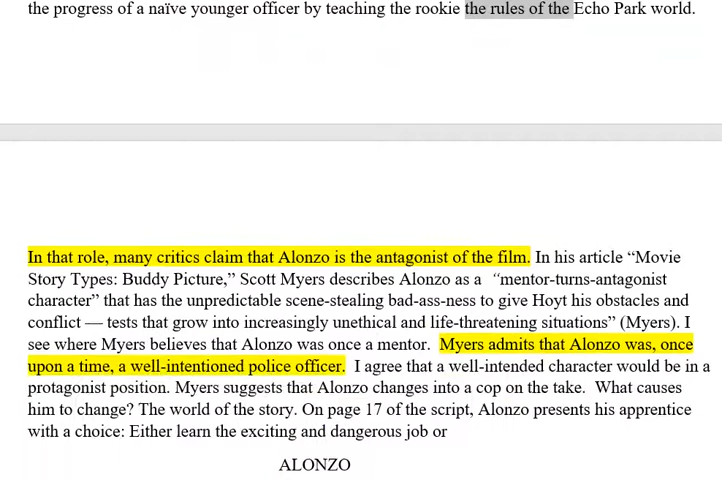 the progress of a naïve younger officer by teaching the rookie the rules of the Echo Park world.
In that role, many critics claim that Alonzo is the antagonist of the film. In his article “Movie
Story Types: Buddy Picture,” Scott Myers describes Alonzo as a “mentor-turns-antagonist
character” that has the unpredictable scene-stealing bad-ass-ness to give Hoyt his obstacles and
conflict — tests that grow into increasingly unethical and life-threatening situations” (Myers). I
see where Myers believes that Alonzo was once a mentor. Myers admits that Alonzo was, once
upon a time, a well-intentioned police officer. I agree that a well-intended character would be in a
protagonist position. Myers suggests that Alonzo changes into a cop on the take. What causes
him to change? The world of the story. On page 17 of the script, Alonzo presents his apprentice
with a choice: Either learn the exciting and dangerous job or
ALONZO